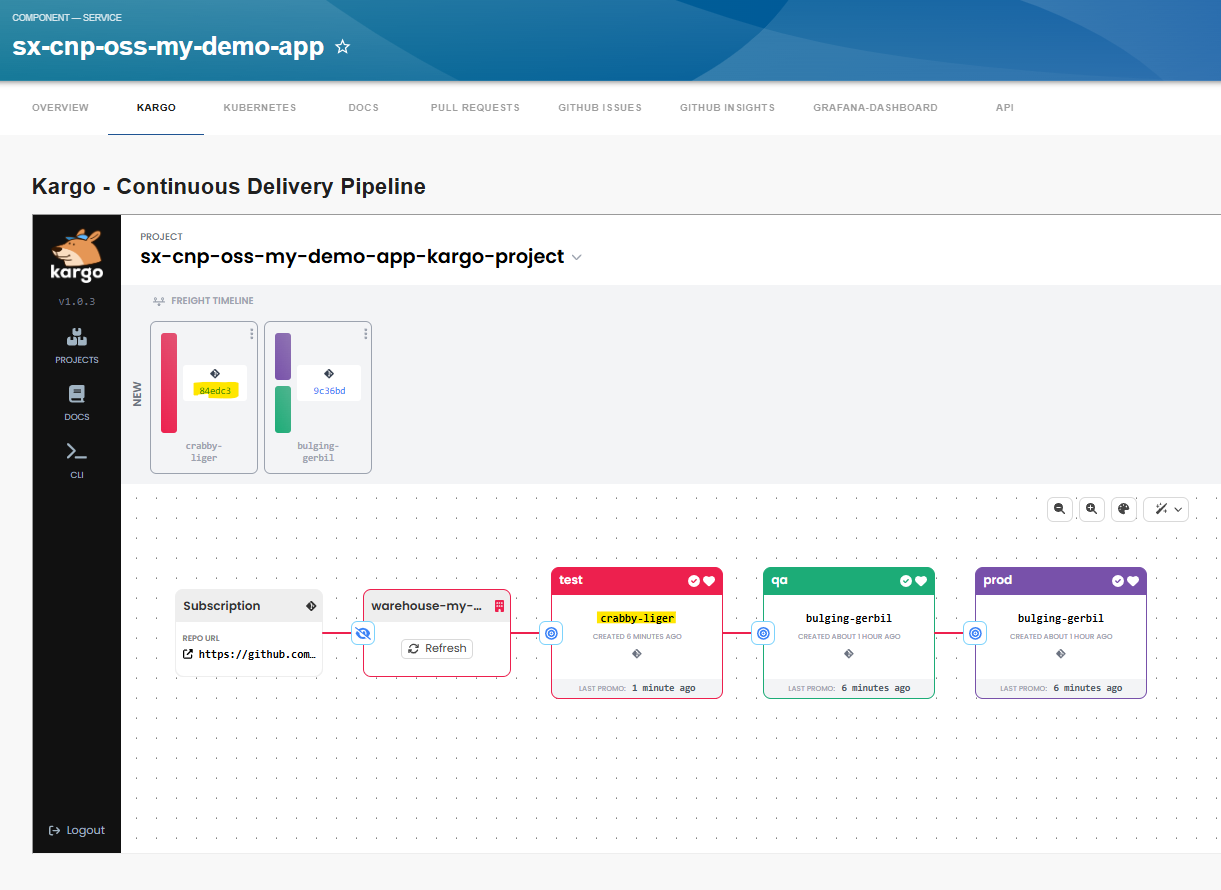 COMPONENT — SERVICE
sx-cnp-oss-my-demo-app
OVERVIEW
KARGO
KUBERNETES
DOCS
PULL REQUESTS
GITHUB ISSUES
GITHUB INSIGHTS
GRAFANA-DASHBOARD
API
Kargo - Continuous Delivery Pipeline
kargo
v1.0.3
PROJECTS
DOCS
CLI
Logout
PROJECT
sx-cnp-oss-my-demo-app-kargo-project
FREIGHT TIMELINE
NEW
84edc3
crabby-
liger
9c36bd
bulging-
gerbil
Subscription
REPO URL
https://github.com…
warehouse-my-...
Refresh
test
crabby-liger
CREATED 6 MINUTES AGO
LAST PROMO: 1 minute ago
qa
bulging-gerbil
CREATED ABOUT 1 HOUR AGO
LAST PROMO: 6 minutes ago
prod
bulging-gerbil
CREATED ABOUT 1 HOUR AGO
LAST PROMO: 6 minutes ago